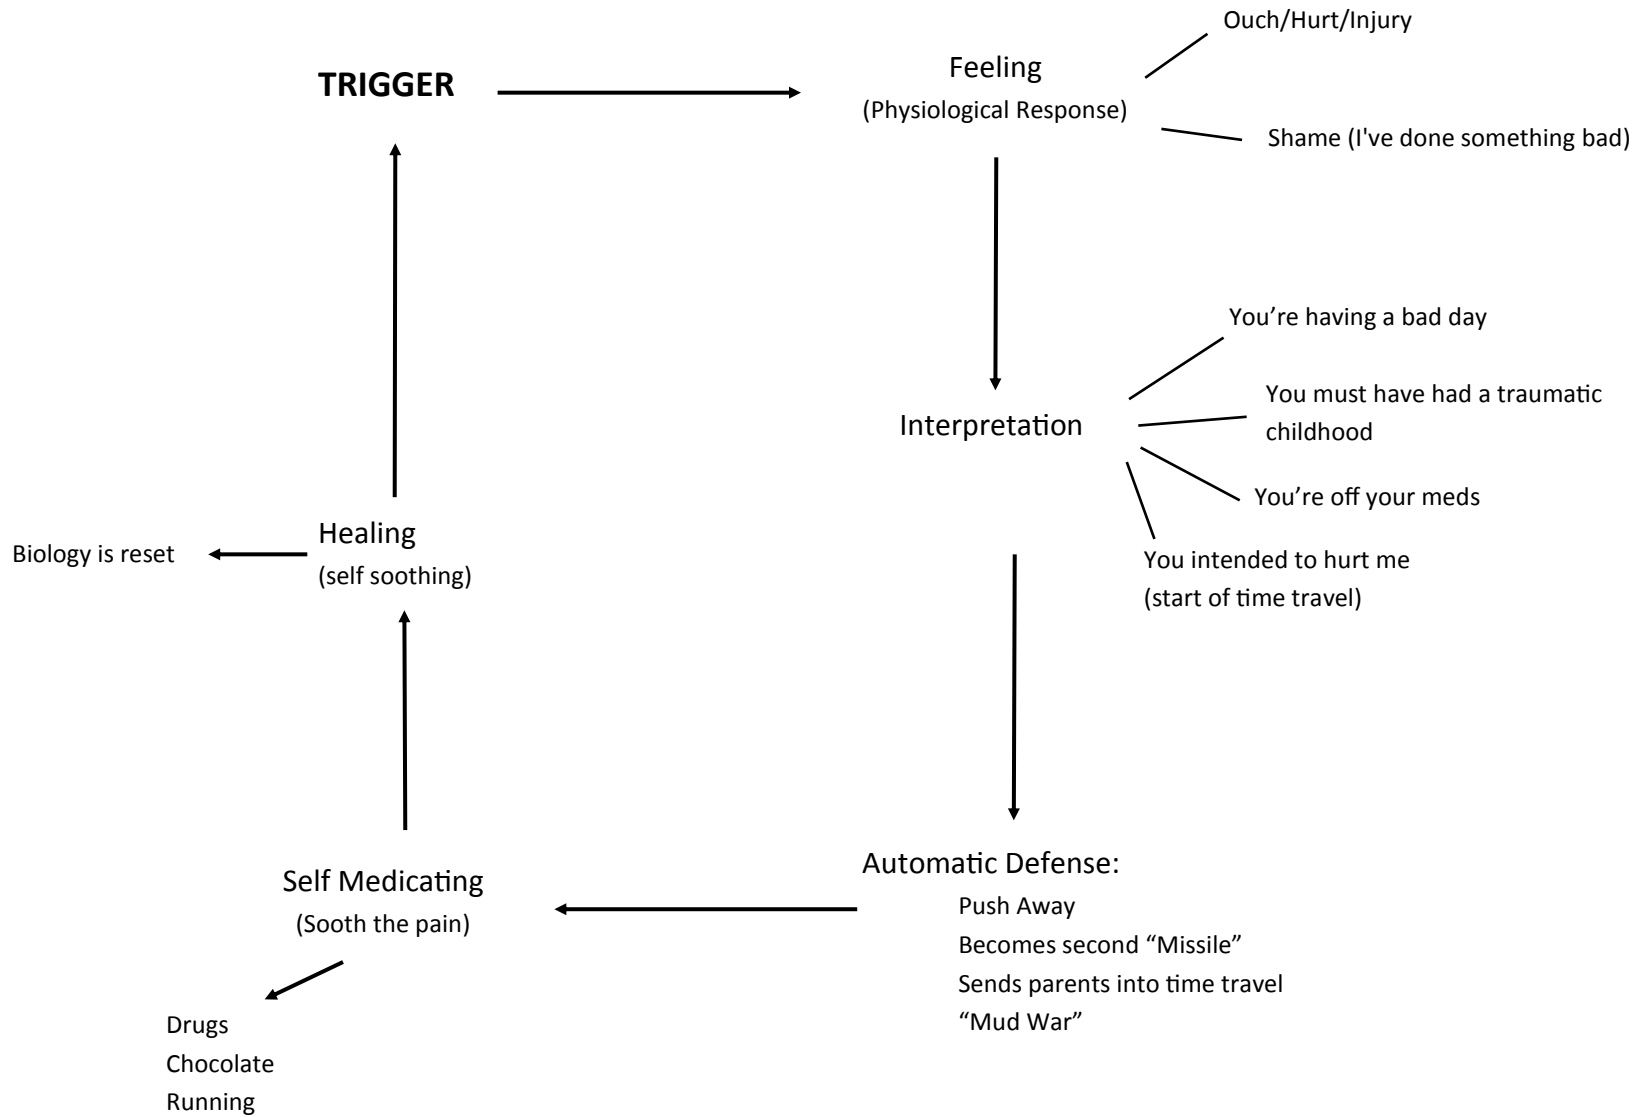 Ouch/Hurt/Injury
TRIGGER
Feeling
(Physiological Response)
Shame (I've done something bad)
You’re having a bad day
You must have had a traumatic
childhood
Interpretation
You’re off your meds
You intended to hurt me
(start of time travel)
Healing
(self soothing)
Biology is reset
Automatic Defense:
Push Away
Becomes second “Missile”
Sends parents into time travel
“Mud War”
Self Medicating
(Sooth the pain)
Drugs
Chocolate
Running